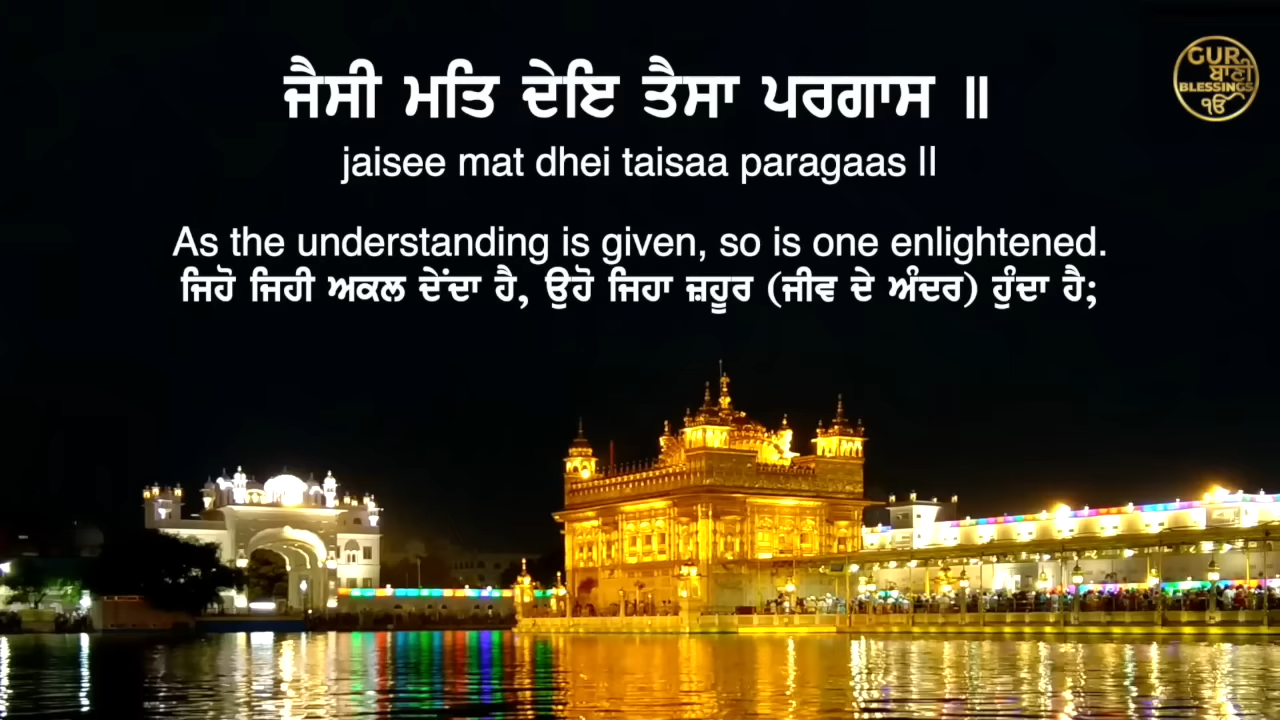 ਜੈਸੀ ਮਤਿ ਦੇਇ ਤੈਸਾ ਪਰਗਾਸ ॥
jaisee mat dhei taisaa paragaas ||
As the understanding is given, so is one enlightened.
ਜਿਹੋ ਜਿਹੀ ਅਕਲ ਦੇਂਦਾ ਹੈ, ਉਹੋ ਜਿਹਾ ਜ਼ਹੂਰ (ਜੀਵ ਦੇ ਅੰਦਰ) ਹੁੰਦਾ ਹੈ;
GUR
ਬਾਣੀ
BLESSINGS
ੴ